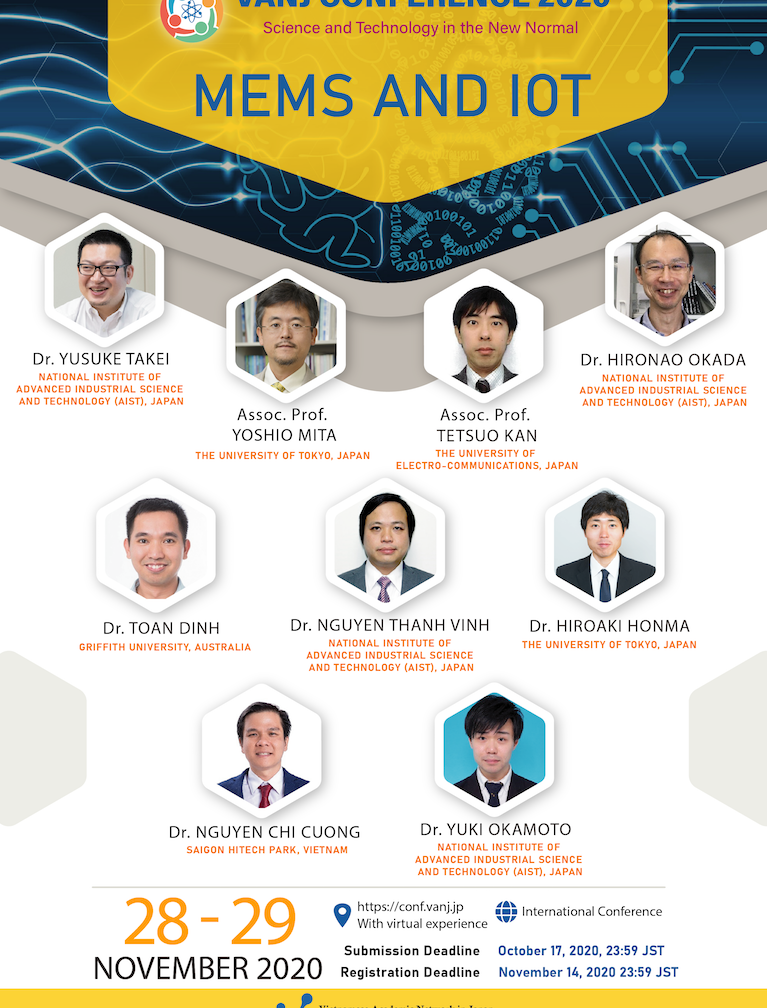 VANJ CONFERENCE 2020
Science and Technology in the New Normal
MEMS AND IOT
Dr. YUSUKE TAKEI
NATIONAL INSTITUTE OF
ADVANCED INDUSTRIAL SCIENCE
AND TECHNOLOGY (AIST), JAPAN
Assoc. Prof.
YOSHIO MITA
THE UNIVERSITY OF TOKYO, JAPAN
Assoc. Prof.
TETSUO KAN
THE UNIVERSITY OF
ELECTRO-COMMUNICATIONS, JAPAN
Dr. HIRONAO OKADA
NATIONAL INSTITUTE OF
ADVANCED INDUSTRIAL SCIENCE
AND TECHNOLOGY (AIST), JAPAN
Dr. TOAN DINH
GRIFFITH UNIVERSITY, AUSTRALIA
Dr. NGUYEN THANH VINH
NATIONAL INSTITUTE OF
ADVANCED INDUSTRIAL SCIENCE
AND TECHNOLOGY (AIST), JAPAN
Dr. HIROAKI HONMA
THE UNIVERSITY OF TOKYO, JAPAN
Dr. NGUYEN CHI CUONG
SAIGON HITECH PARK, VIETNAM
Dr. YUKI OKAMOTO
NATIONAL INSTITUTE OF
ADVANCED INDUSTRIAL SCIENCE
AND TECHNOLOGY (AIST), JAPAN
28 - 29
NOVEMBER 2020
https://conf.vanj.jp
With virtual experience
International Conference
Submission Deadline October 17, 2020, 23:59 JST
Registration Deadline November 14, 2020 23:59 JST
Vietnamese Academic Network in Japan